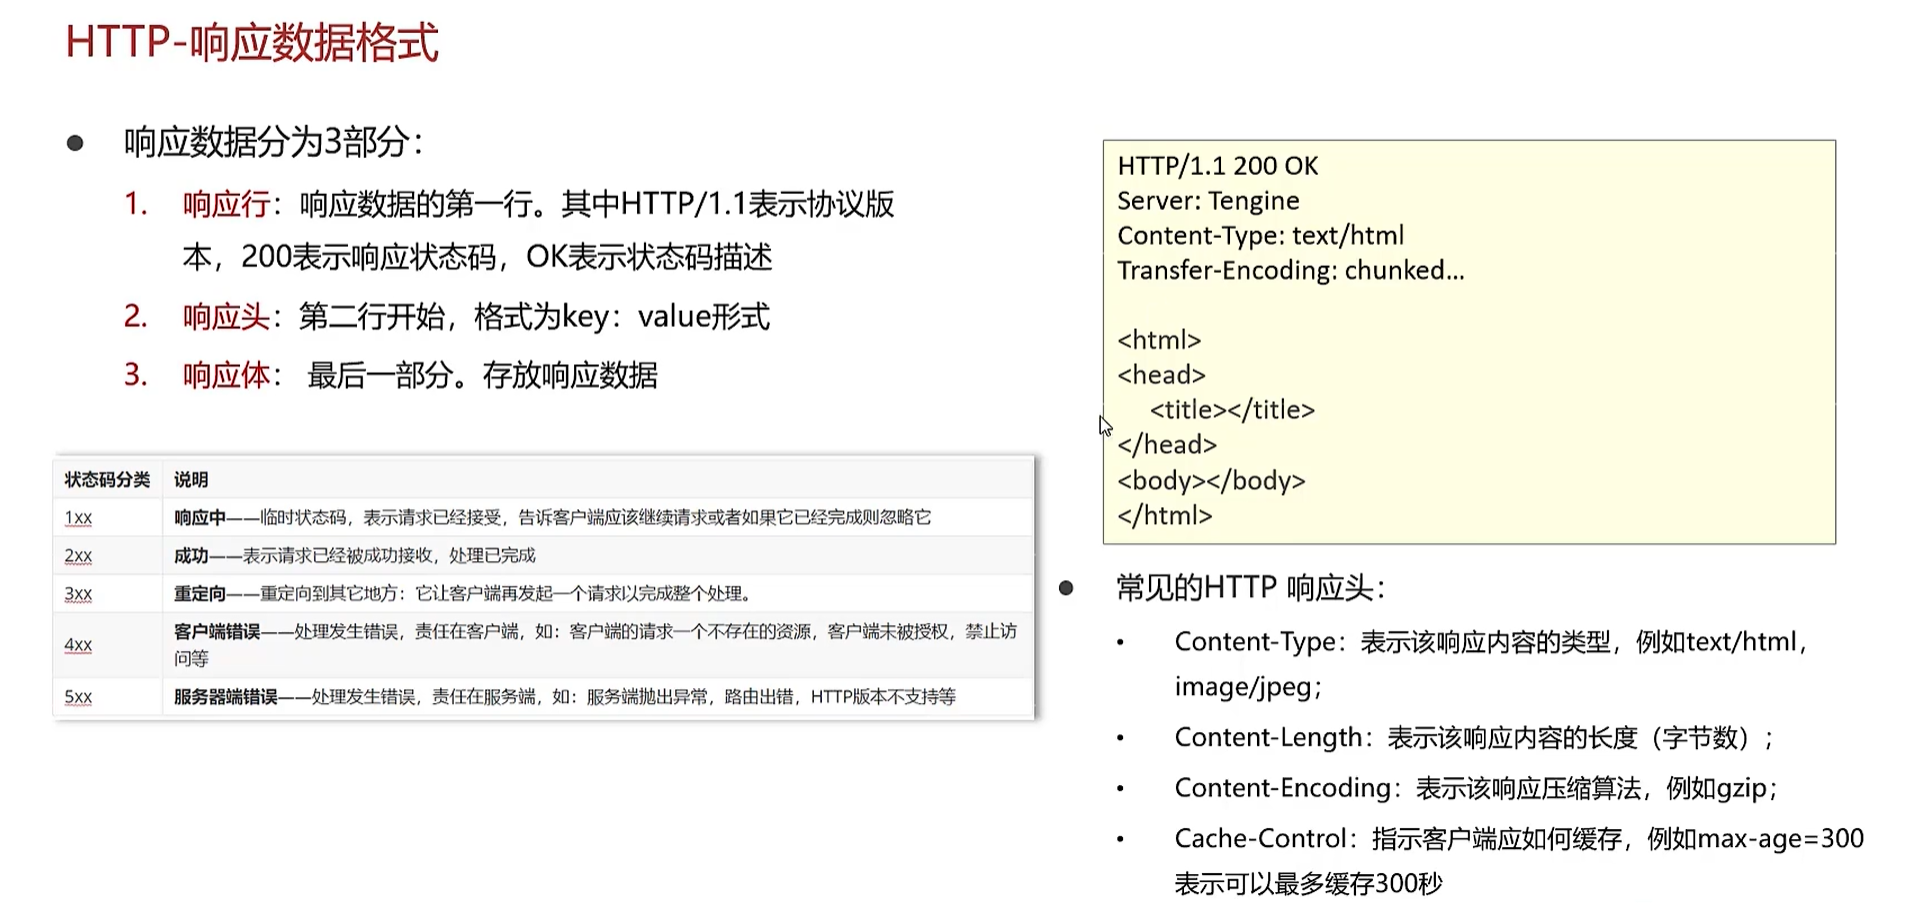 HTTP-响应数据格式
● 响应数据分为3部分：
1. 响应行：响应数据的第一行。其中HTTP/1.1表示协议版
本，200表示响应状态码，OK表示状态码描述
2. 响应头：第二行开始，格式为key：value形式
3. 响应体： 最后一部分。存放响应数据
状态码分类 说明
1xx 响应中——临时状态码，表示请求已经接受，告诉客户端应该继续请求或者如果它已经完成则忽略它
2xx 成功——表示请求已经被成功接收，处理已完成
3xx 重定向——重定向到其它地方：它让客户端再发起一个请求以完成整个处理。
4xx 客户端错误——处理发生错误，责任在客户端，如：客户端的请求一个不存在的资源，客户端未被授权，禁止访
问等
5xx 服务器端错误——处理发生错误，责任在服务端，如：服务端抛出异常，路由出错，HTTP版本不支持等
HTTP/1.1 200 OK
Server: Tengine
Content-Type: text/html
Transfer-Encoding: chunked...
<html>
<head>
<title></title>
</head>
<body></body>
</html>
● 常见的HTTP 响应头：
• Content-Type：表示该响应内容的类型，例如text/html，
image/jpeg；
• Content-Length：表示该响应内容的长度（字节数）；
• Content-Encoding：表示该响应压缩算法，例如gzip；
• Cache-Control：指示客户端应如何缓存，例如max-age=300
表示可以最多缓存300秒